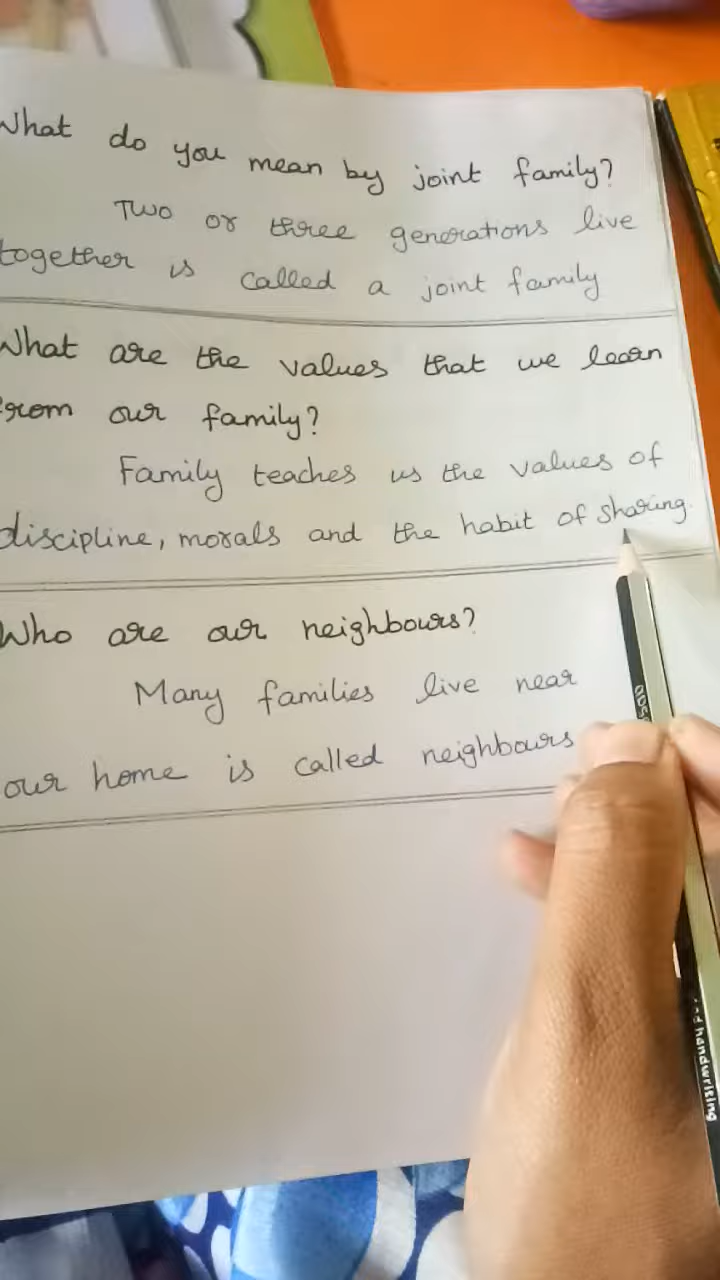 What do you mean by joint family?
Two or three generations live
together is called a joint family
What are the values that we learn
from our family?
Family teaches us the values of
discipline, morals and the habit of sharing.
Who are our neighbours?
Many families live near
our home is called neighbours
handwriting